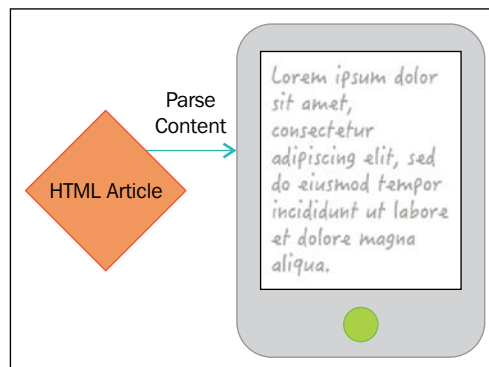 Parse
Content
HTML Article
Lorem ipsum dolor
sit amet,
consectetur
adipiscing elit, sed
do eiusmod tempor
incididunt ut labore
et dolore magna
aliqua.